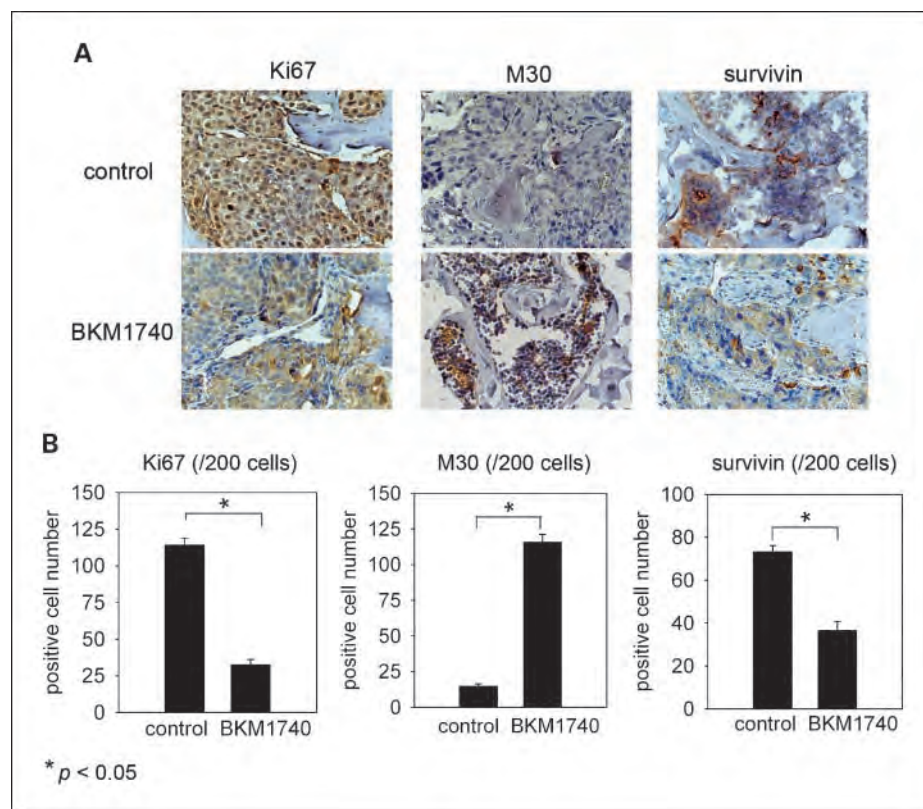 A
Ki67 M30 survivin
control
BKM1740
B
Ki67 (/200 cells) M30 (/200 cells) survivin (/200 cells)
positive cell number
150
125
100
75
50
25
0
*
control BKM1740
positive cell number
150
125
100
75
50
25
0
*
control BKM1740
positive cell number
100
80
60
40
20
0
*
control BKM1740
* p < 0.05